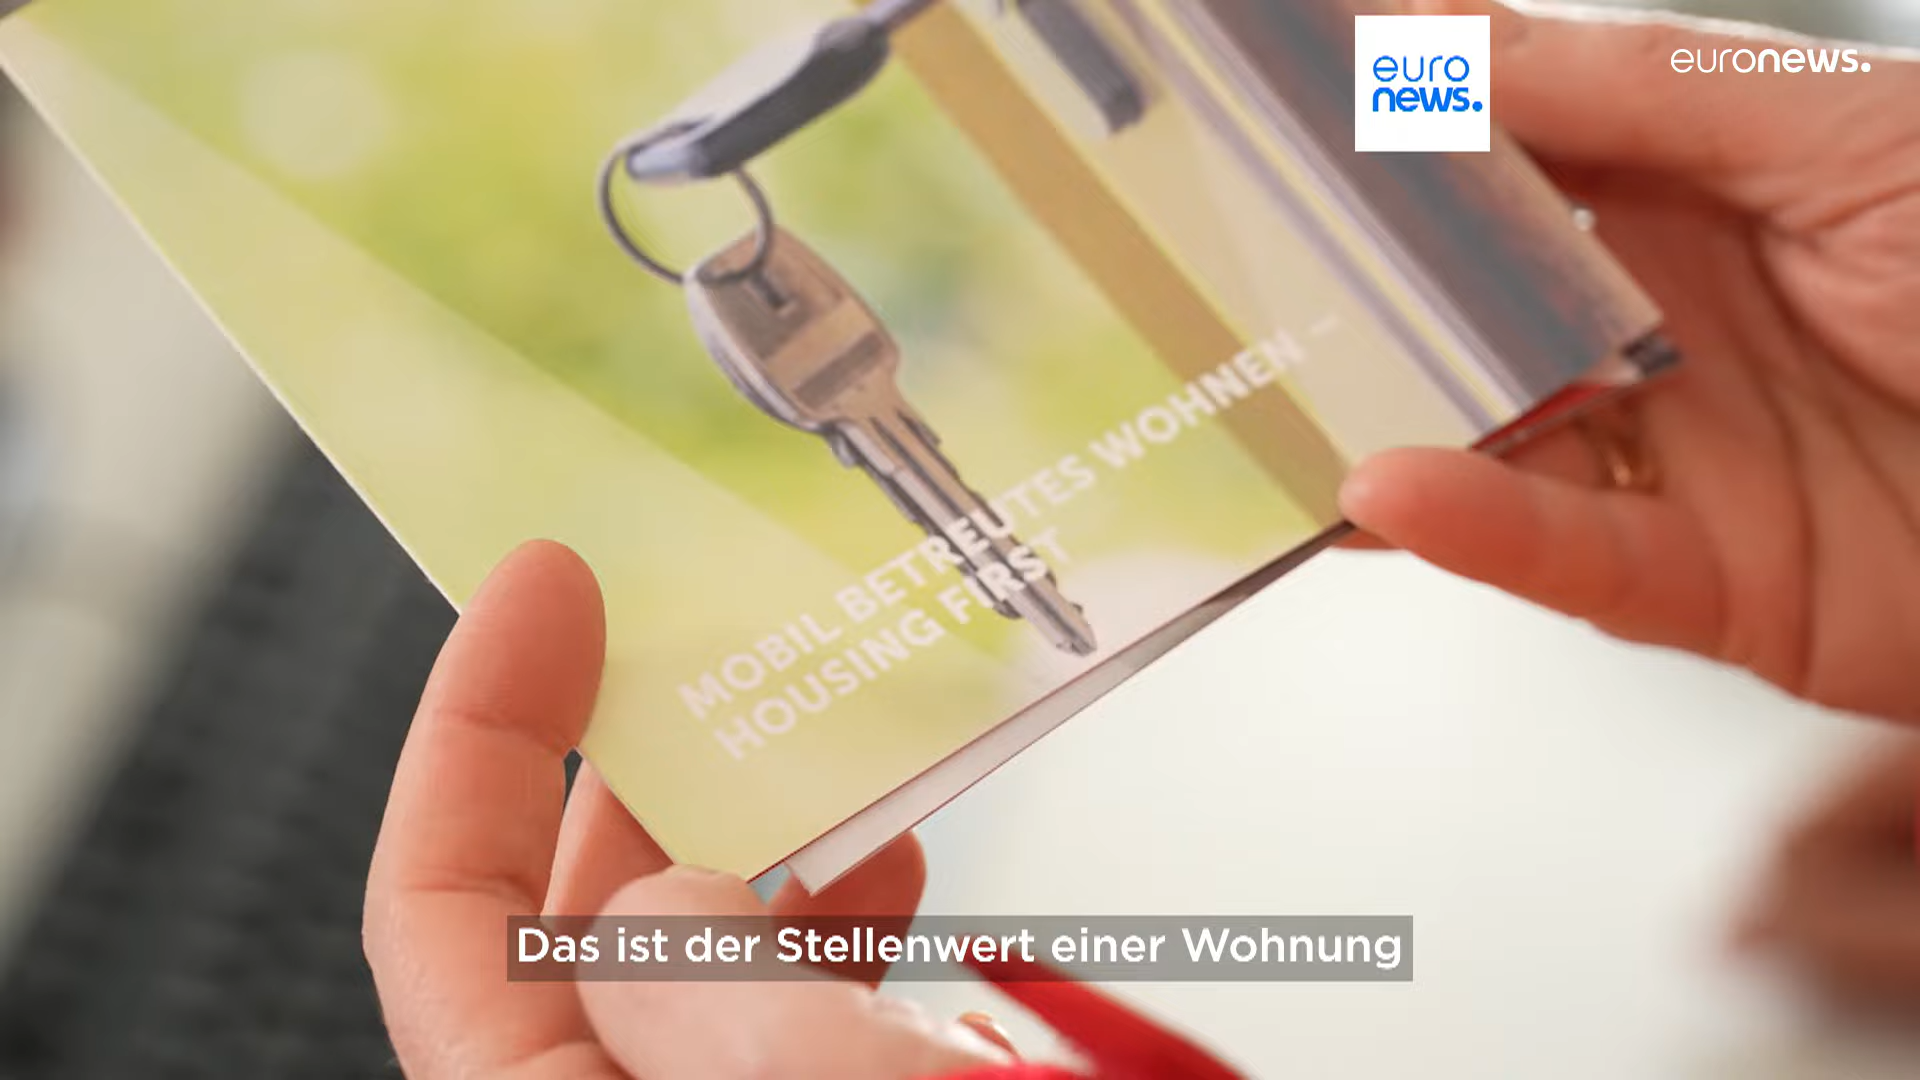 euro
news.
euronews.
MOBIL BETREUTES WOHNEN –
HOUSING FIRST
Das ist der Stellenwert einer Wohnung